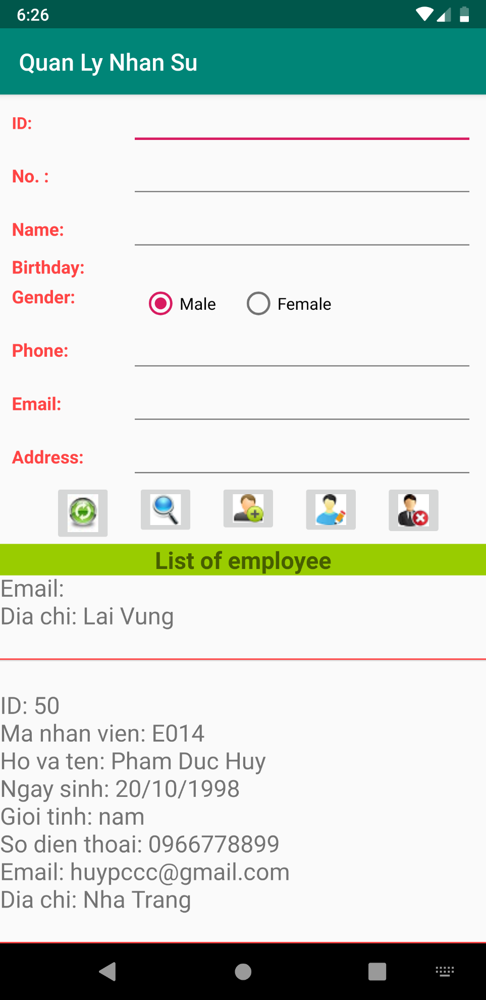 6:26
Quan Ly Nhan Su
ID:
No. :
Name:
Birthday:
Gender: Male Female
Phone:
Email:
Address:
List of employee
Email:
Dia chi: Lai Vung
ID: 50
Ma nhan vien: E014
Ho va ten: Pham Duc Huy
Ngay sinh: 20/10/1998
Gioi tinh: nam
So dien thoai: 0966778899
Email: huypccc@gmail.com
Dia chi: Nha Trang